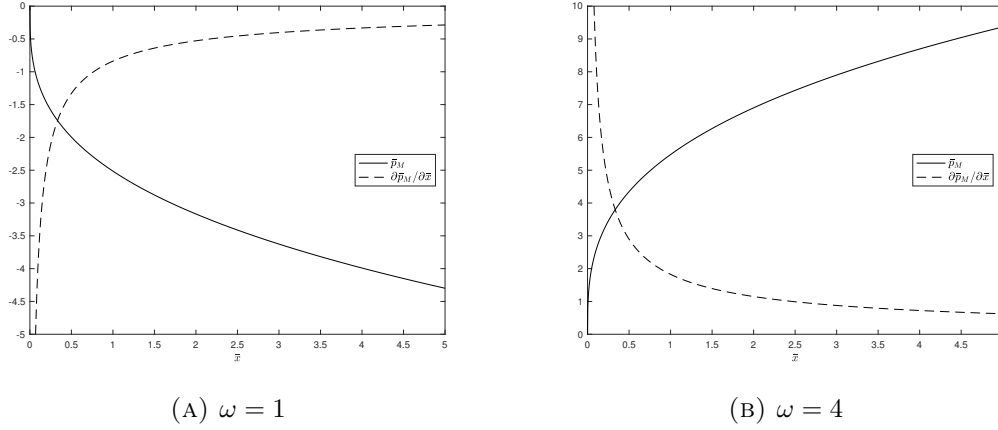 0
-0.5
-1
-1.5
-2
-2.5
-3
-3.5
-4
-4.5
-5
0 0.5 1 1.5 2 2.5 3 3.5 4 4.5 5
x̄
p̄_M
∂p̄_M/∂x̄
(A) ω = 1
10
9
8
7
6
5
4
3
2
1
0
0 0.5 1 1.5 2 2.5 3 3.5 4 4.5
x̄
p̄_M
∂p̄_M/∂x̄
(B) ω = 4